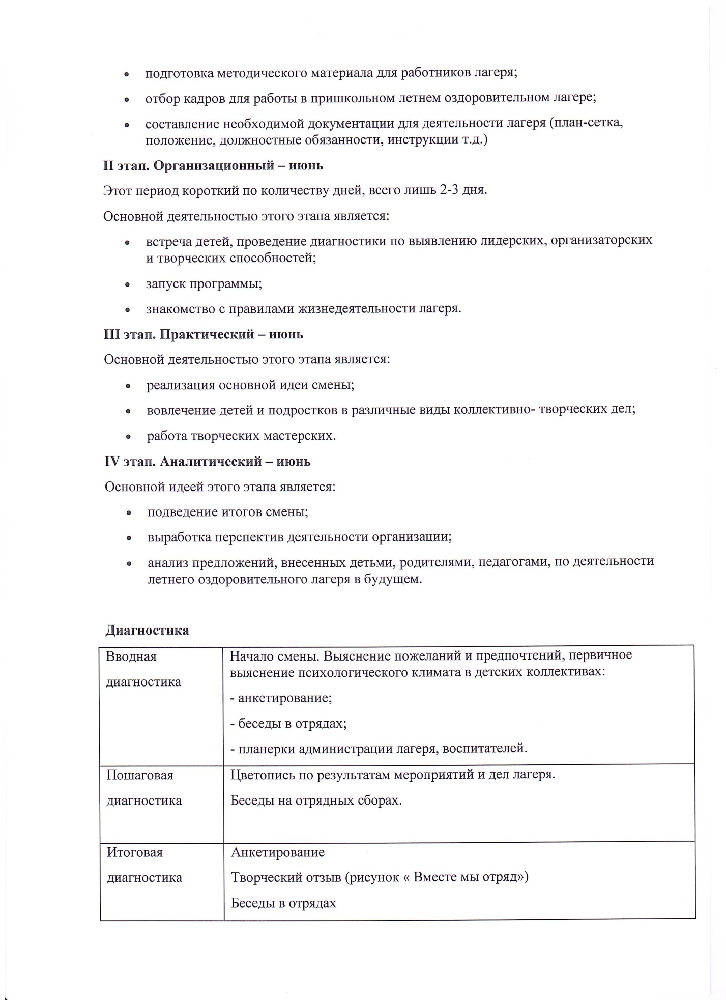 • подготовка методического материала для работников лагеря;
• отбор кадров для работы в пришкольном летнем оздоровительном лагере;
• составление необходимой документации для деятельности лагеря (план-сетка,
положение, должностные обязанности, инструкции т.д.)
II этап. Организационный – июнь
Этот период короткий по количеству дней, всего лишь 2-3 дня.
Основной деятельностью этого этапа является:
• встреча детей, проведение диагностики по выявлению лидерских, организаторских
и творческих способностей;
• запуск программы;
• знакомство с правилами жизнедеятельности лагеря.
III этап. Практический – июнь
Основной деятельностью этого этапа является:
• реализация основной идеи смены;
• вовлечение детей и подростков в различные виды коллективно- творческих дел;
• работа творческих мастерских.
IV этап. Аналитический – июнь
Основной идеей этого этапа является:
• подведение итогов смены;
• выработка перспектив деятельности организации;
• анализ предложений, внесенных детьми, родителями, педагогами, по деятельности
летнего оздоровительного лагеря в будущем.
Диагностика
Вводная
диагностика
Начало смены. Выяснение пожеланий и предпочтений, первичное
выяснение психологического климата в детских коллективах:
- анкетирование;
- беседы в отрядах;
- планерки администрации лагеря, воспитателей.
Пошаговая
диагностика
Цветопись по результатам мероприятий и дел лагеря.
Беседы на отрядных сборах.
Итоговая
диагностика
Анкетирование
Творческий отзыв (рисунок « Вместе мы отряд»)
Беседы в отрядах